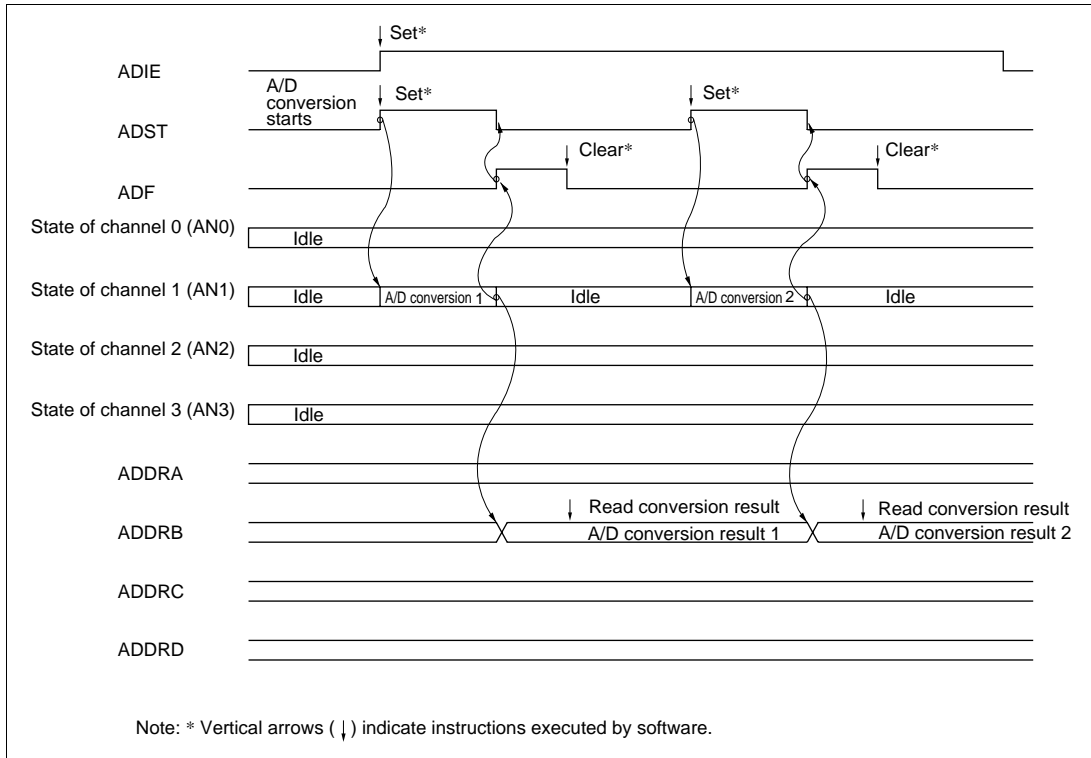 Set*
ADIE
A/D
conversion
starts
Set*
Set*
ADST
Clear*
Clear*
ADF
State of channel 0 (AN0)
Idle
State of channel 1 (AN1)
Idle
A/D conversion 1
Idle
A/D conversion 2
Idle
State of channel 2 (AN2)
Idle
State of channel 3 (AN3)
Idle
ADDRA
Read conversion result
Read conversion result
ADDRB
A/D conversion result 1
A/D conversion result 2
ADDRC
ADDRD
Note: * Vertical arrows (↓) indicate instructions executed by software.